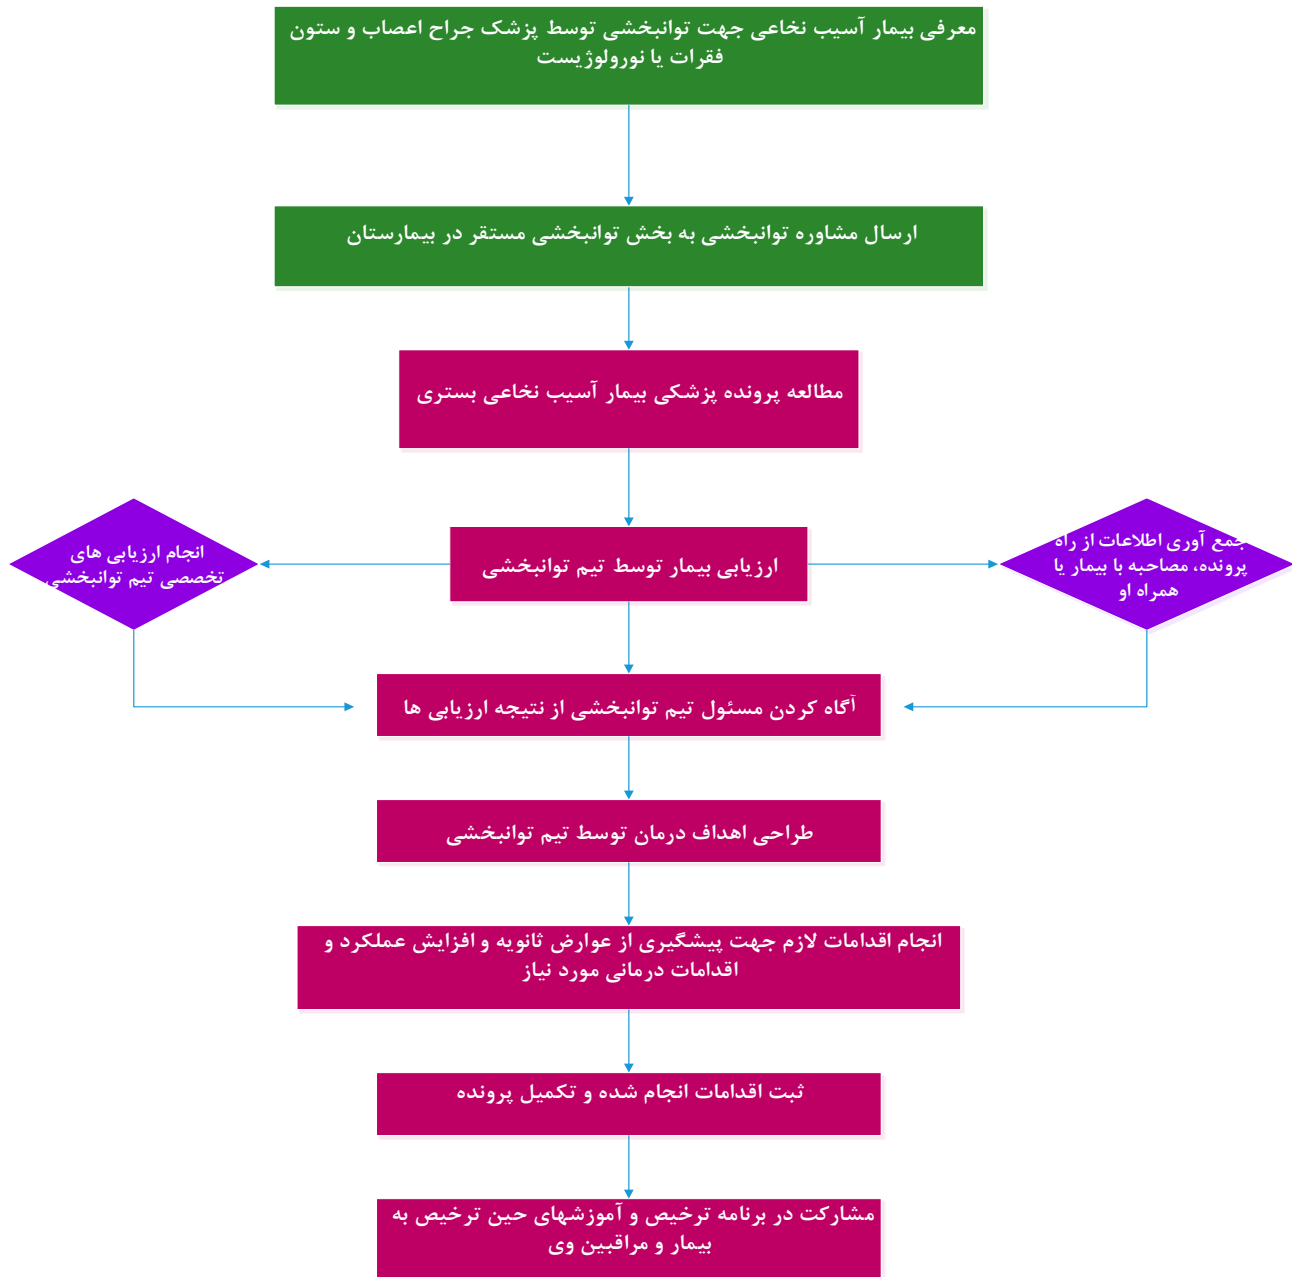 معرفی بیمار آسیب نخاعی جهت توانبخشی توسط پزشک جراح اعصاب و ستون
فقرات یا نورولوژیست
ارسال مشاوره توانبخشی به بخش توانبخشی مستقر در بیمارستان
مطالعه پرونده پزشکی بیمار آسیب نخاعی بستری
جمع آوری اطلاعات از راه
پرونده، مصاحبه با بیمار یا
همراه او
ارزیابی بیمار توسط تیم توانبخشی
انجام ارزیابی های
تخصصی تیم توانبخشی
آگاه کردن مسئول تیم توانبخشی از نتیجه ارزیابی ها
طراحی اهداف درمان توسط تیم توانبخشی
انجام اقدامات لازم جهت پیشگیری از عوارض ثانویه و افزایش عملکرد و
اقدامات درمانی مورد نیاز
ثبت اقدامات انجام شده و تکمیل پرونده
مشارکت در برنامه ترخیص و آموزشهای حین ترخیص به
بیمار و مراقبین وی